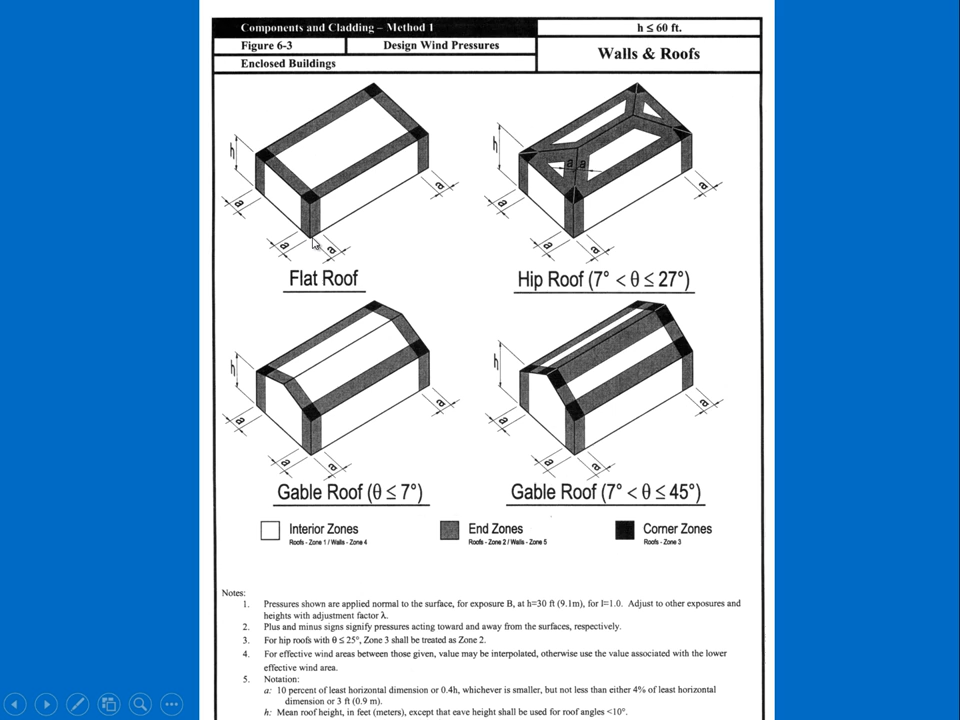 Components and Cladding – Method 1
h ≤ 60 ft.
Figure 6-3
Design Wind Pressures
Walls & Roofs
Enclosed Buildings
h
a
a
a
a
Flat Roof
h
a a
a
a
a
a
Hip Roof (7° < θ ≤ 27°)
h
a
a
a
a
Gable Roof (θ ≤ 7°)
h
a
a
a
a
Gable Roof (7° < θ ≤ 45°)
Interior Zones
Roofs - Zone 1 / Walls - Zone 4
End Zones
Roofs - Zone 2 / Walls - Zone 5
Corner Zones
Roofs - Zone 3
Notes:
1. Pressures shown are applied normal to the surface, for exposure B, at h=30 ft (9.1m), for I=1.0. Adjust to other exposures and
heights with adjustment factor λ.
2. Plus and minus signs signify pressures acting toward and away from the surfaces, respectively.
3. For hip roofs with θ ≤ 25°, Zone 3 shall be treated as Zone 2.
4. For effective wind areas between those given, value may be interpolated, otherwise use the value associated with the lower
effective wind area.
5. Notation:
a: 10 percent of least horizontal dimension or 0.4h, whichever is smaller, but not less than either 4% of least horizontal
dimension or 3 ft (0.9 m).
h: Mean roof height, in feet (meters), except that eave height shall be used for roof angles <10°.